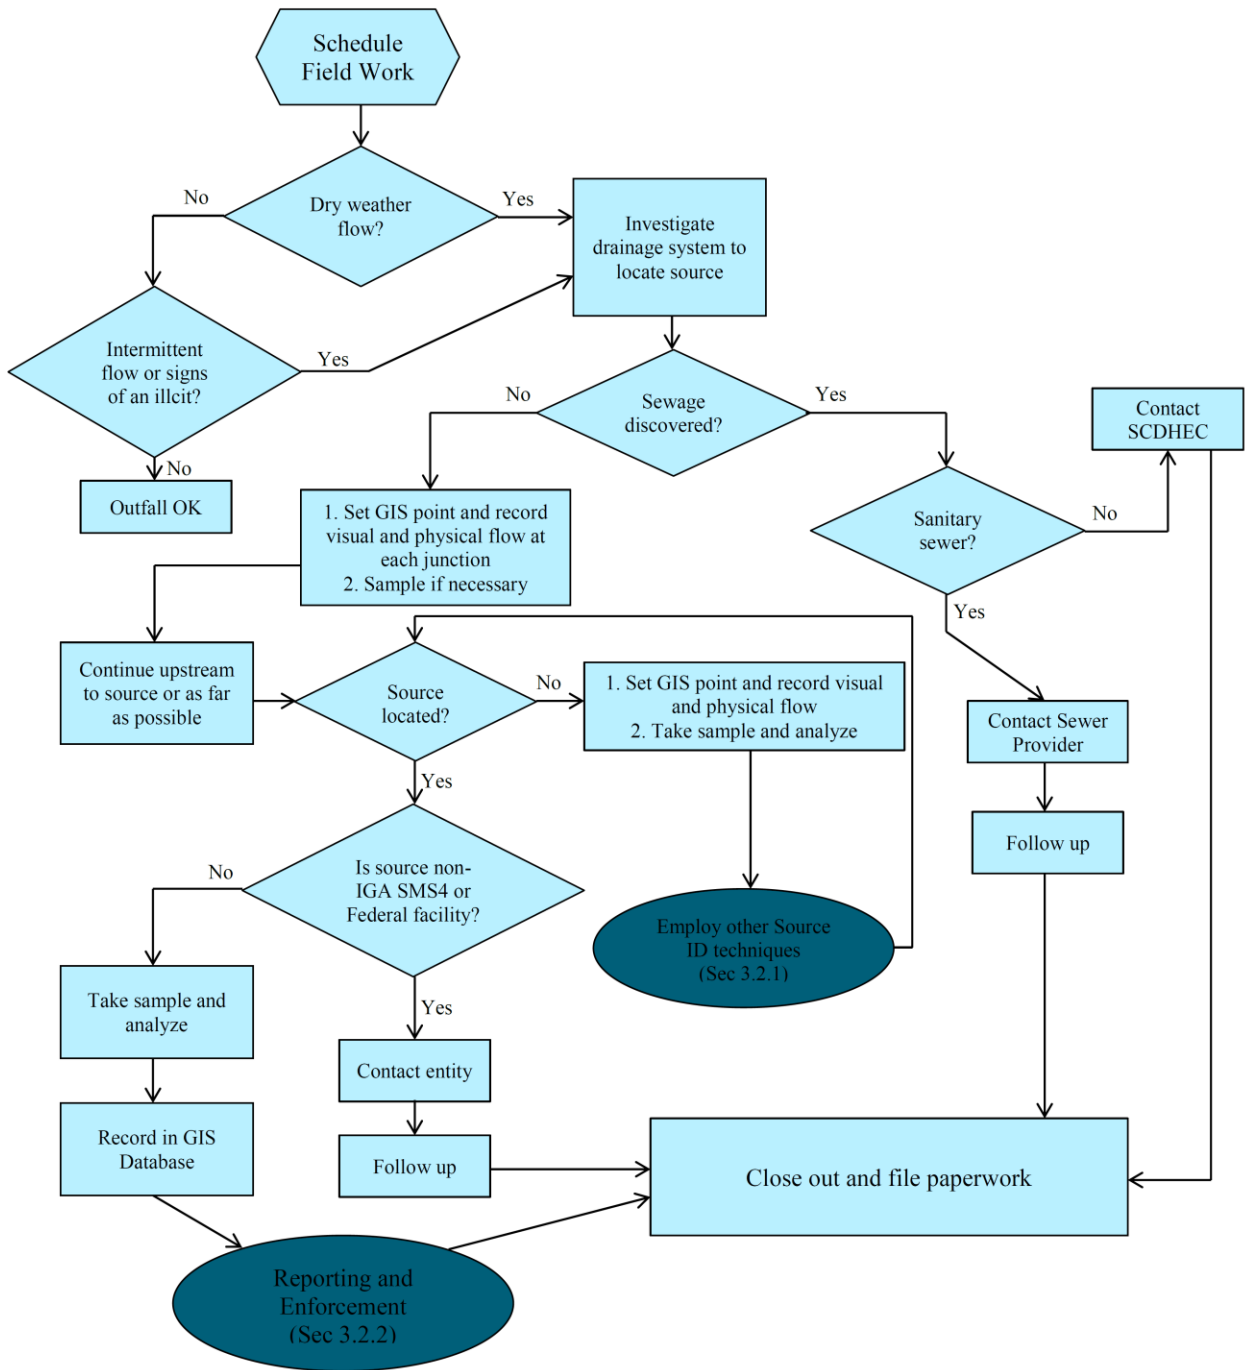 Schedule
Field Work
No
Dry weather
flow?
Yes
Investigate
drainage system to
locate source
Intermittent
flow or signs
of an illcit?
Yes
No
Outfall OK
No
Sewage
discovered?
Yes
Contact
SCDHEC
1. Set GIS point and record
visual and physical flow at
each junction
2. Sample if necessary
Sanitary
sewer?
No
Yes
Continue upstream
to source or as far
as possible
Source
located?
No
1. Set GIS point and record visual
and physical flow
2. Take sample and analyze
Contact Sewer
Provider
Yes
Follow up
No
Is source non-
IGA SMS4 or
Federal facility?
Employ other Source
ID techniques
(Sec 3.2.1)
Take sample and
analyze
Yes
Contact entity
Record in GIS
Database
Follow up
Close out and file paperwork
Reporting and
Enforcement
(Sec 3.2.2)